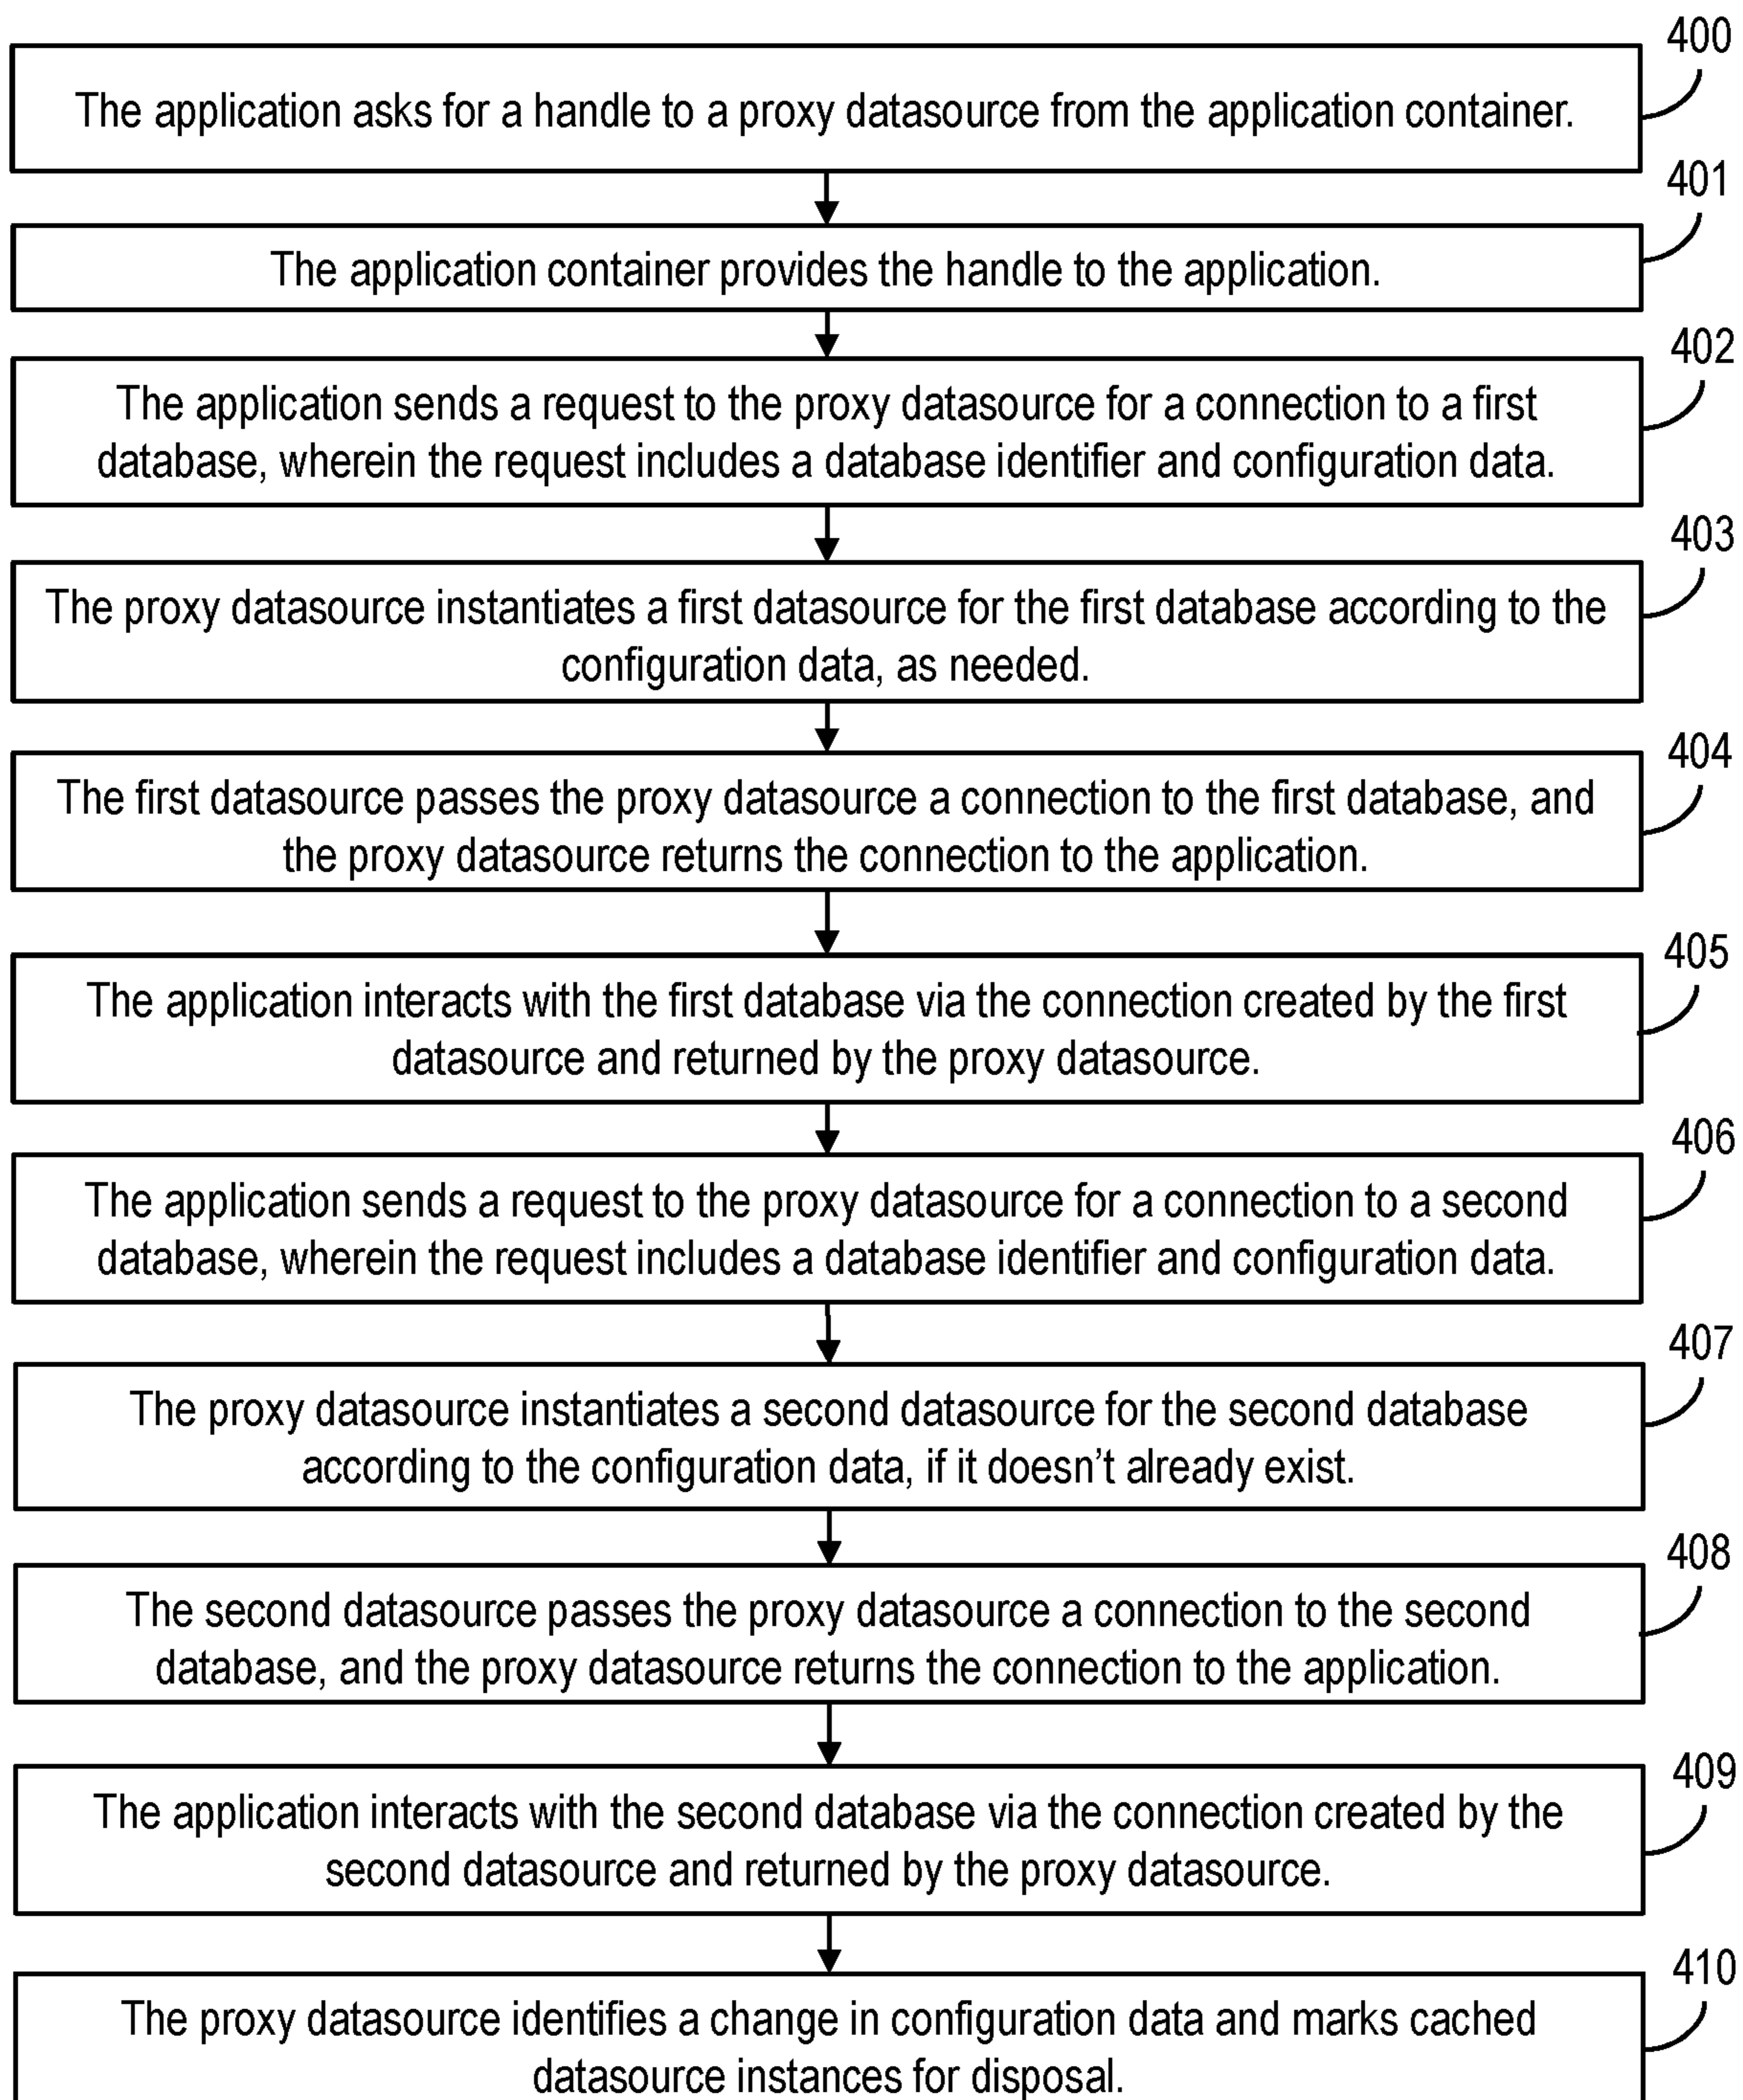 400
The application asks for a handle to a proxy datasource from the application container.
401
The application container provides the handle to the application.
402
The application sends a request to the proxy datasource for a connection to a first
database, wherein the request includes a database identifier and configuration data.
403
The proxy datasource instantiates a first datasource for the first database according to the
configuration data, as needed.
404
The first datasource passes the proxy datasource a connection to the first database, and
the proxy datasource returns the connection to the application.
405
The application interacts with the first database via the connection created by the first
datasource and returned by the proxy datasource.
406
The application sends a request to the proxy datasource for a connection to a second
database, wherein the request includes a database identifier and configuration data.
407
The proxy datasource instantiates a second datasource for the second database
according to the configuration data, if it doesn’t already exist.
408
The second datasource passes the proxy datasource a connection to the second
database, and the proxy datasource returns the connection to the application.
409
The application interacts with the second database via the connection created by the
second datasource and returned by the proxy datasource.
410
The proxy datasource identifies a change in configuration data and marks cached
datasource instances for disposal.